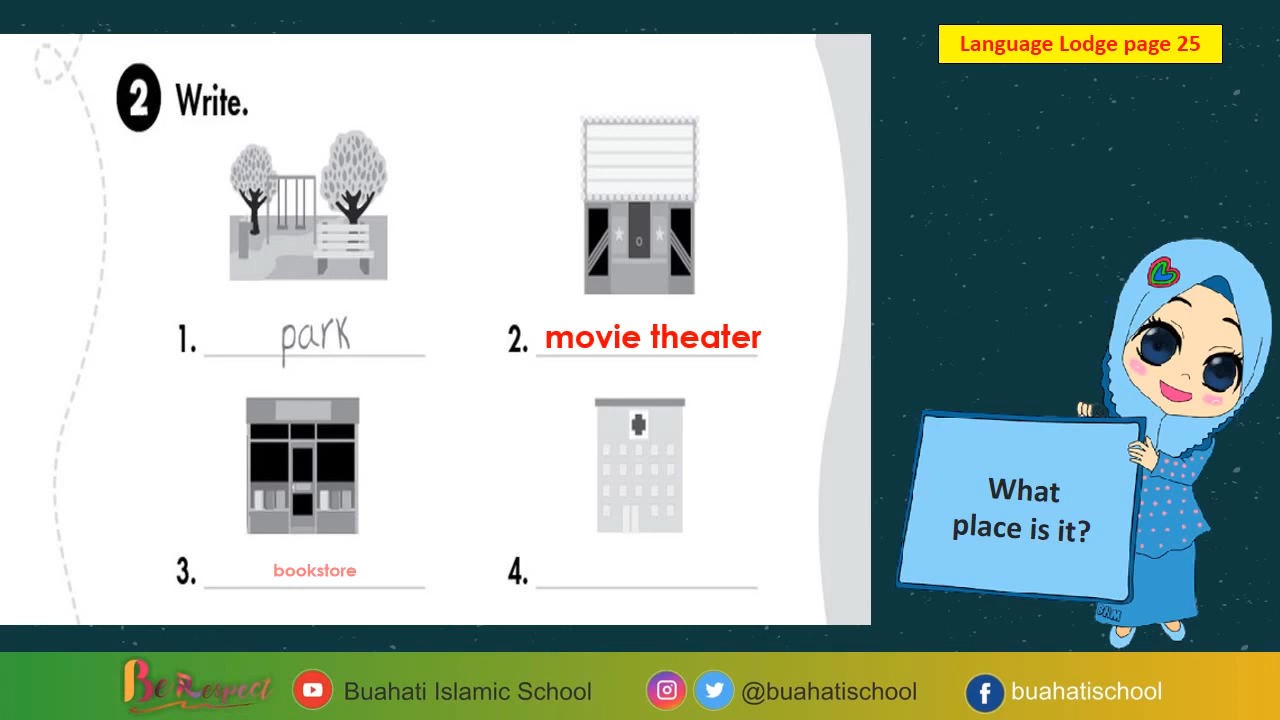 Language Lodge page 25
2 Write.
1. park
2. movie theater
3. bookstore
4.
What
place is it?
BHM
Be Respect
Buahati Islamic School
@buahatischool
buahatischool